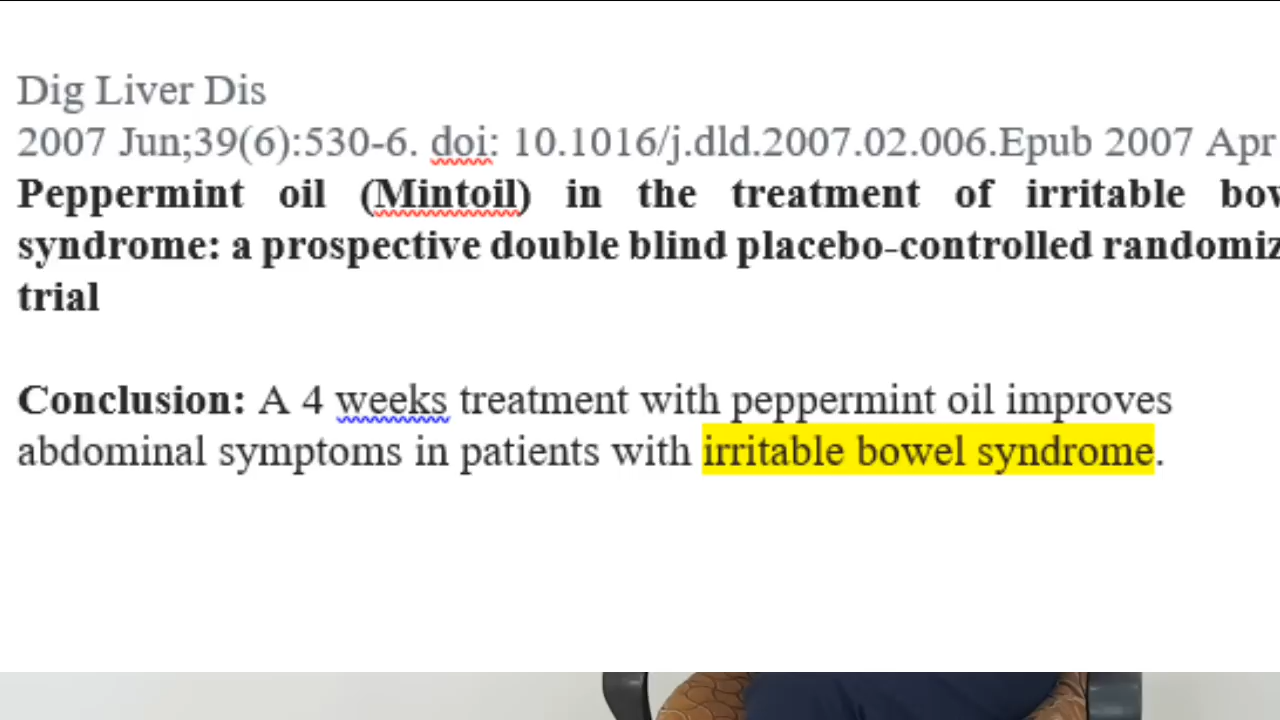 Dig Liver Dis
2007 Jun;39(6):530-6. doi: 10.1016/j.dld.2007.02.006.Epub 2007 Apr
Peppermint oil (Mintoil) in the treatment of irritable
syndrome: a prospective double blind placebo-controlled
trial
Conclusion: A 4 weeks treatment with peppermint oil improves
abdominal symptoms in patients with irritable bowel syndrome.